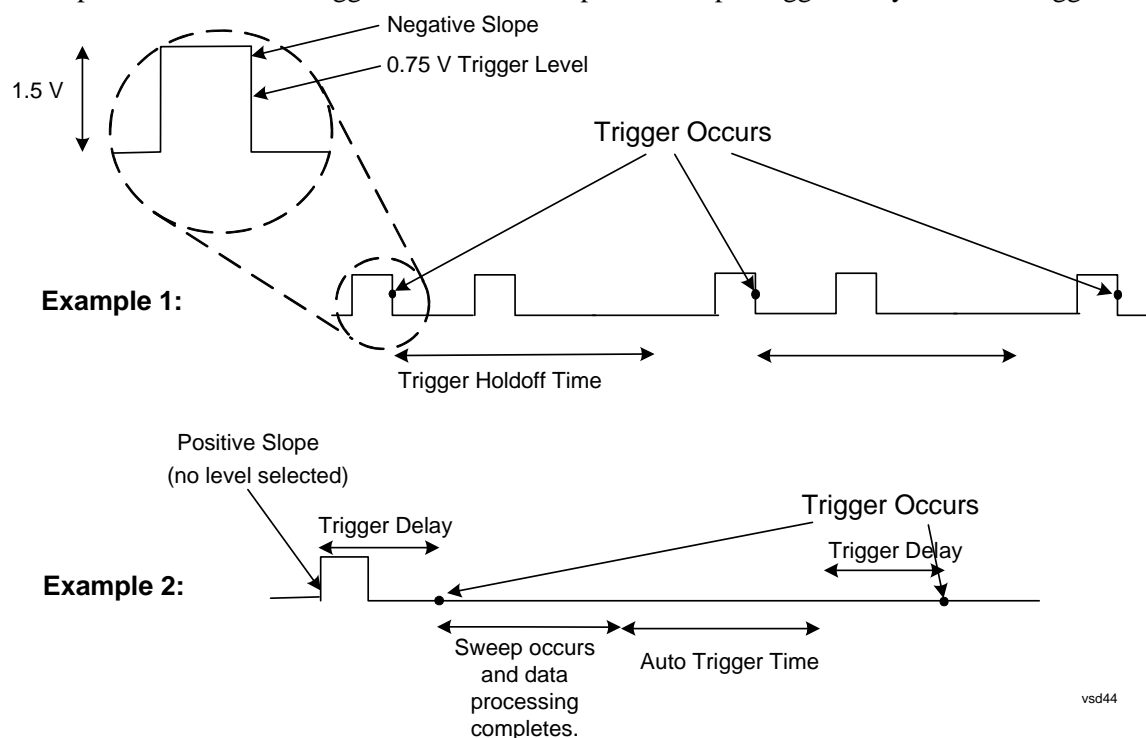 Negative Slope
0.75 V Trigger Level
1.5 V
Trigger Occurs
Example 1:
Trigger Holdoff Time
Positive Slope
(no level selected)
Trigger Delay
Trigger Occurs
Trigger Delay
Example 2:
Sweep occurs
and data
processing
completes.
Auto Trigger Time
vsd44